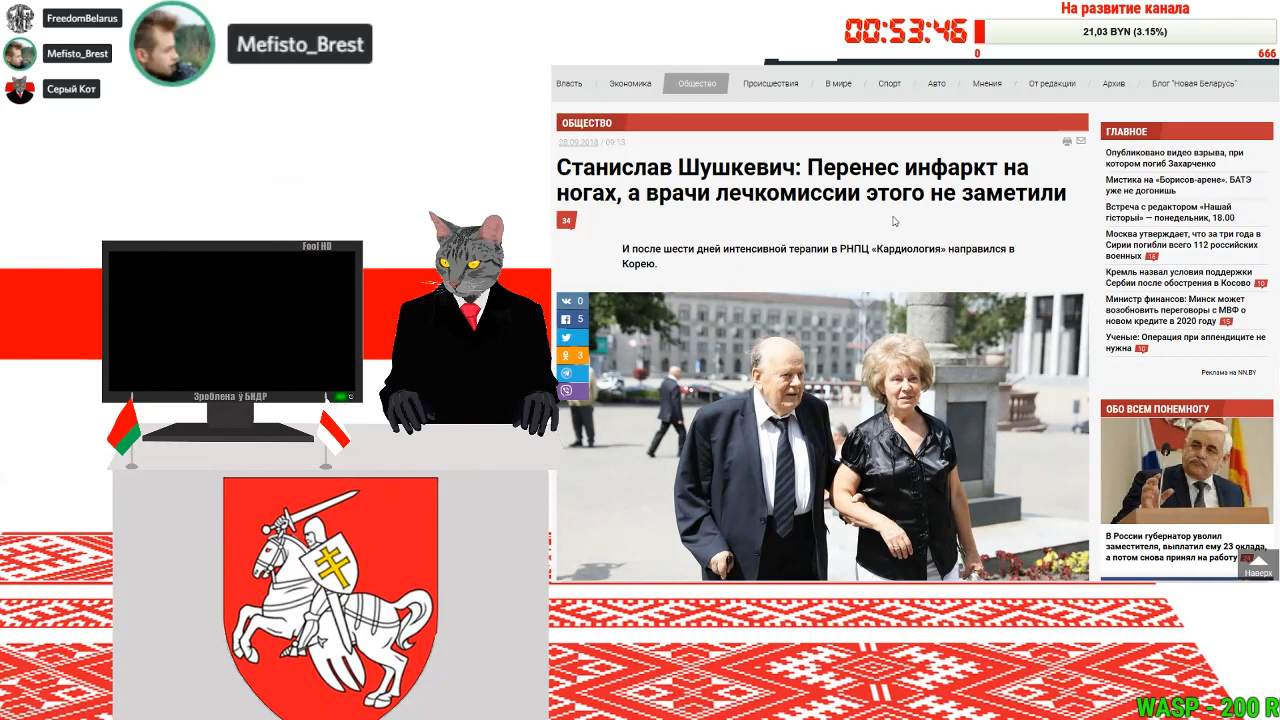 FreedomBelarus
Mefisto_Brest
Серый Кот
Mefisto_Brest
00:53:46
На развитие канала
21,03 BYN (3.15%)
0
666
Власть
Экономика
Общество
Происшествия
В мире
Спорт
Авто
Мнения
От редакции
Архив
Блог "Новая Беларусь"
ОБЩЕСТВО
28.09.2018 / 09:13
Станислав Шушкевич: Перенес инфаркт на
ногах, а врачи лечкомиссии этого не заметили
34
И после шести дней интенсивной терапии в РНПЦ «Кардиология» направился в
Корею.
0
5
3
ГЛАВНОЕ
Опубликовано видео взрыва, при
котором погиб Захарченко
Мистика на «Борисов-арене». БАТЭ
уже не догонишь
Встреча с редактором «Нашай
гісторыі» — понедельник, 18.00
Москва утверждает, что за три года в
Сирии погибли всего 112 российских
военных 16
Кремль назвал условия поддержки
Сербии после обострения в Косово 10
Министр финансов: Минск может
возобновить переговоры с МВФ о
новом кредите в 2020 году 15
Ученые: Операция при аппендиците не
нужна 10
Реклама на NN.BY
ОБО ВСЕМ ПОНЕМНОГУ
В России губернатор уволил
заместителя, выплатил ему 23 оклада,
а потом снова принял на работу
Наверх
Fool HD
Зроблена ў БНДР
WASP - 200 R